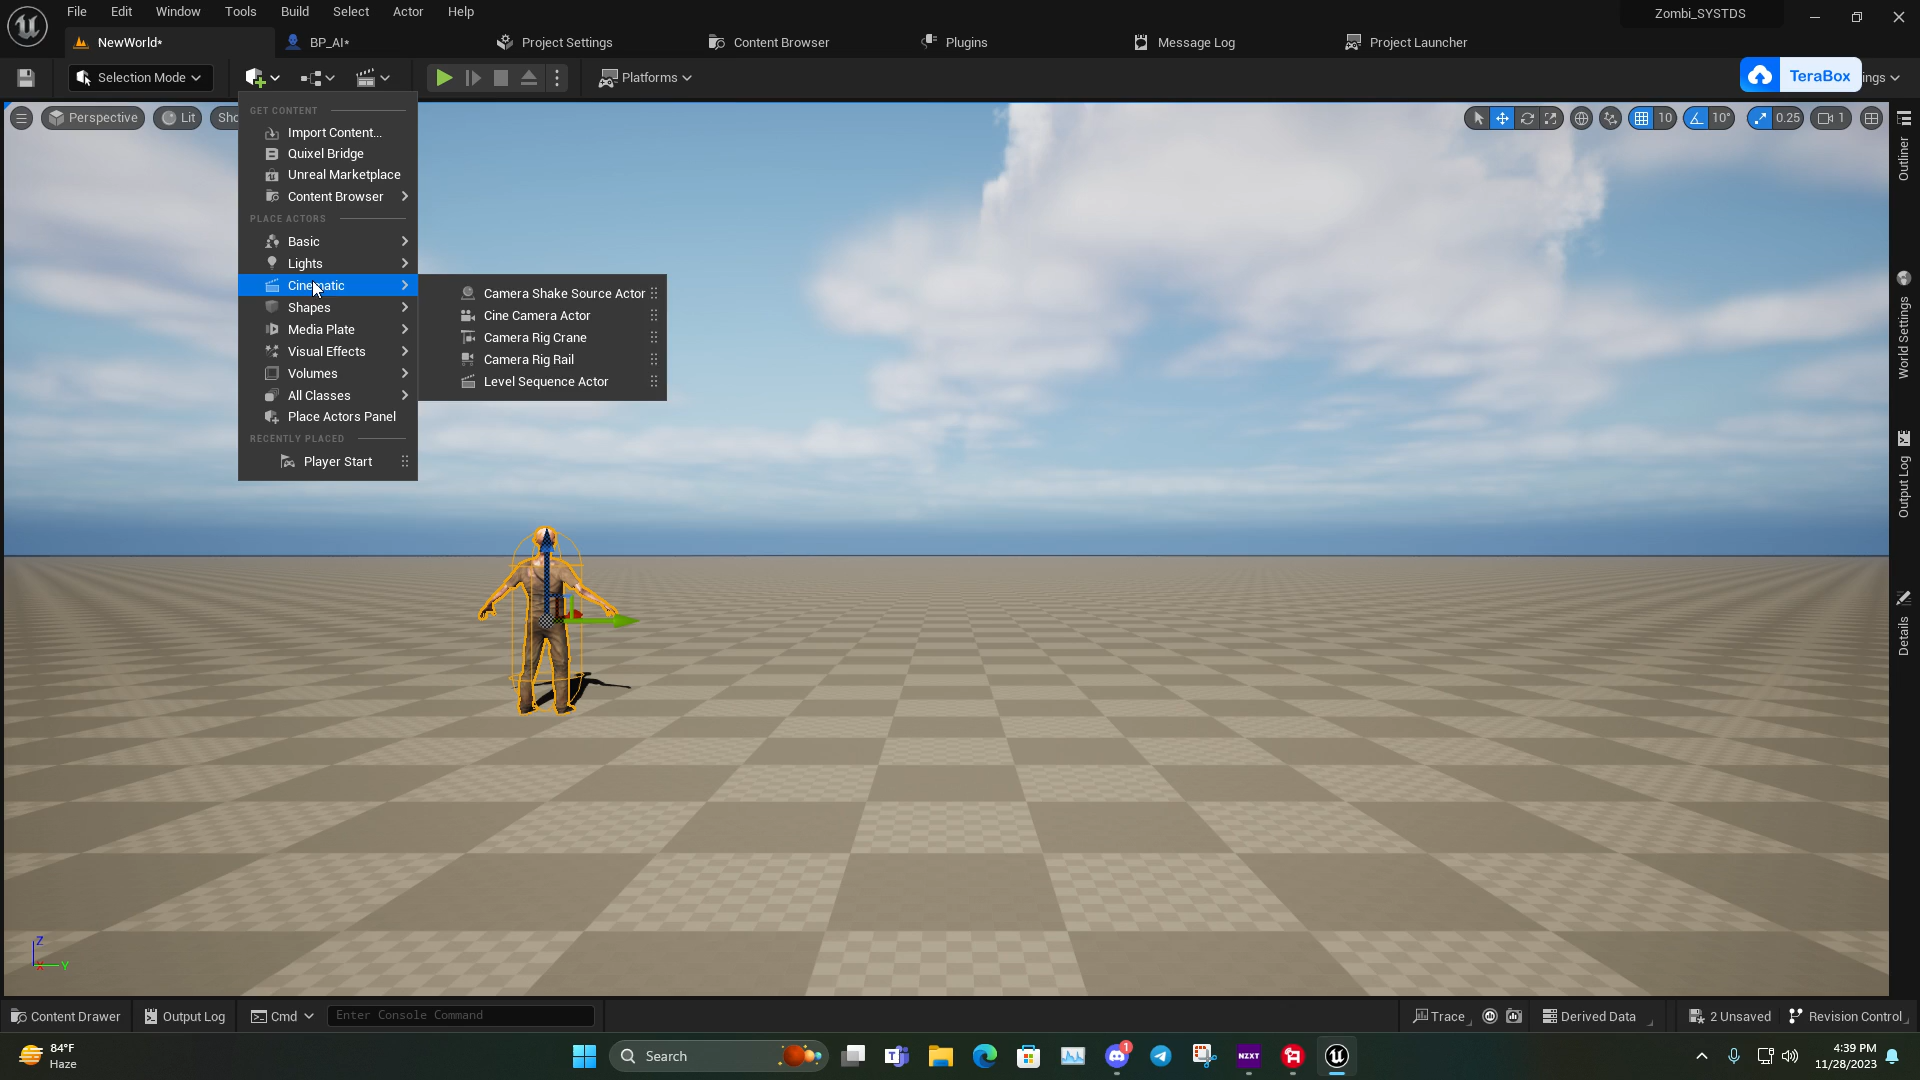 File Edit Window Tools Build Select Actor Help
Zombi_SYSTDS
NewWorld*
BP_AI*
Project Settings
Content Browser
Plugins
Message Log
Project Launcher
Selection Mode
Platforms
TeraBox
ings
Perspective
Lit
Sho
10
10°
0.25
1
GET CONTENT
Import Content...
Quixel Bridge
Unreal Marketplace
Content Browser
PLACE ACTORS
Basic
Lights
Cinematic
Shapes
Media Plate
Visual Effects
Volumes
All Classes
Place Actors Panel
RECENTLY PLACED
Player Start
Camera Shake Source Actor
Cine Camera Actor
Camera Rig Crane
Camera Rig Rail
Level Sequence Actor
Outliner
World Settings
Output Log
Details
Z
X
Y
Content Drawer
Output Log
Cmd
Enter Console Command
Trace
Derived Data
2 Unsaved
Revision Control
84°F
Haze
Search
1
NZXT
4:39 PM
11/28/2023